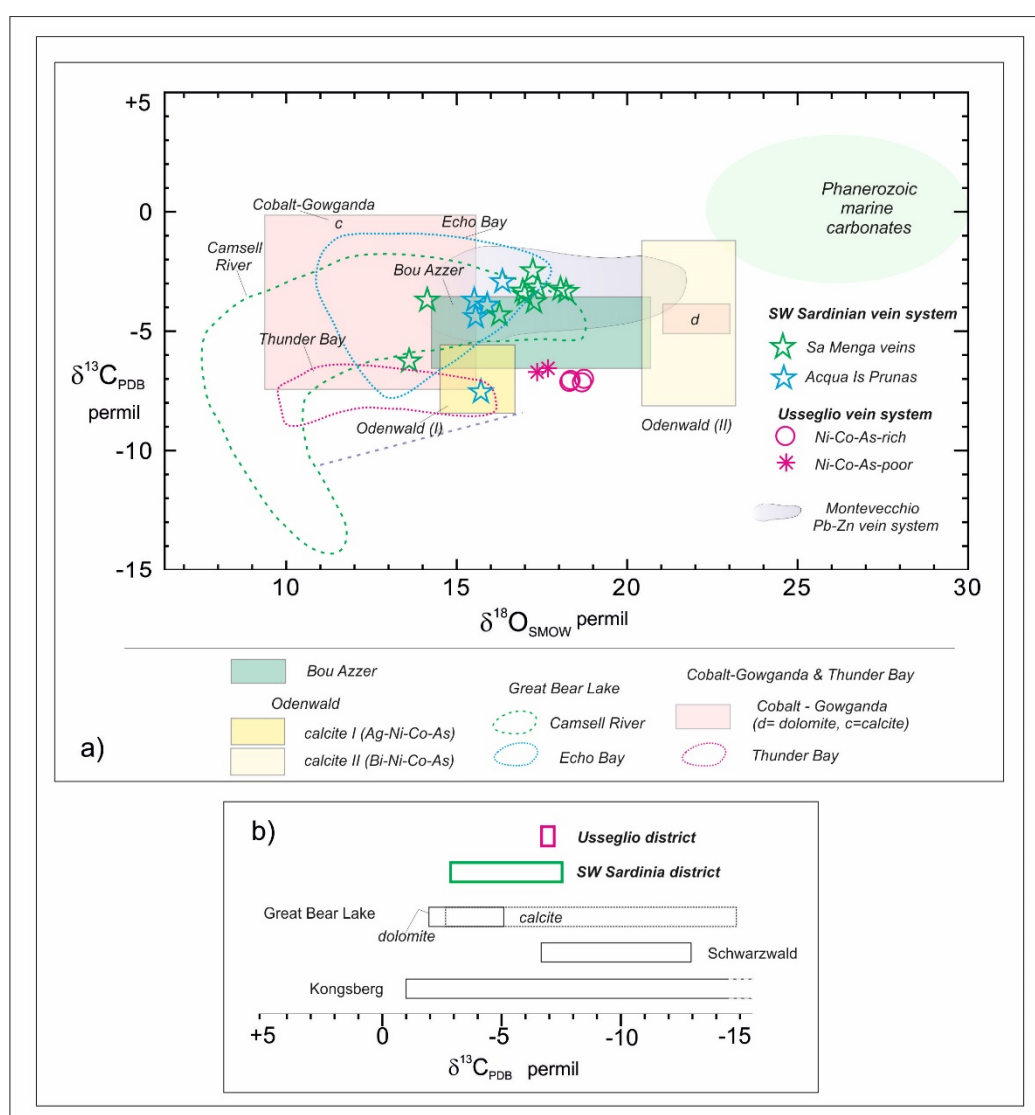 +5
0
-5
-10
-15
δ13CPDB
permil
Cobalt-Gowganda
c
Echo Bay
Camsell
River
Bou Azzer
Thunder Bay
Odenwald (I)
Odenwald (II)
d
Phanerozoic
marine
carbonates
SW Sardinian vein system
Sa Menga veins
Acqua Is Prunas
Usseglio vein system
Ni-Co-As-rich
Ni-Co-As-poor
Montevecchio
Pb-Zn vein system
10 15 20 25 30
δ18OSMOW permil
Bou Azzer
Odenwald
calcite I (Ag-Ni-Co-As)
calcite II (Bi-Ni-Co-As)
Great Bear Lake
Camsell River
Echo Bay
Cobalt-Gowganda & Thunder Bay
Cobalt - Gowganda
(d= dolomite, c=calcite)
Thunder Bay
a)
b)
Usseglio district
SW Sardinia district
Great Bear Lake
dolomite
calcite
Schwarzwald
Kongsberg
+5 0 -5 -10 -15
δ13CPDB permil